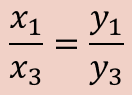 x₁/x₃ = y₁/y₃